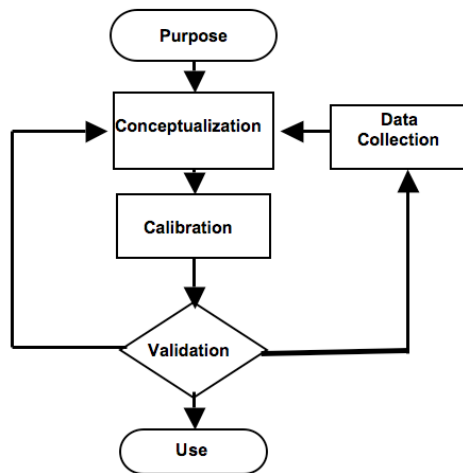 Purpose
Conceptualization
Data
Collection
Calibration
Validation
Use